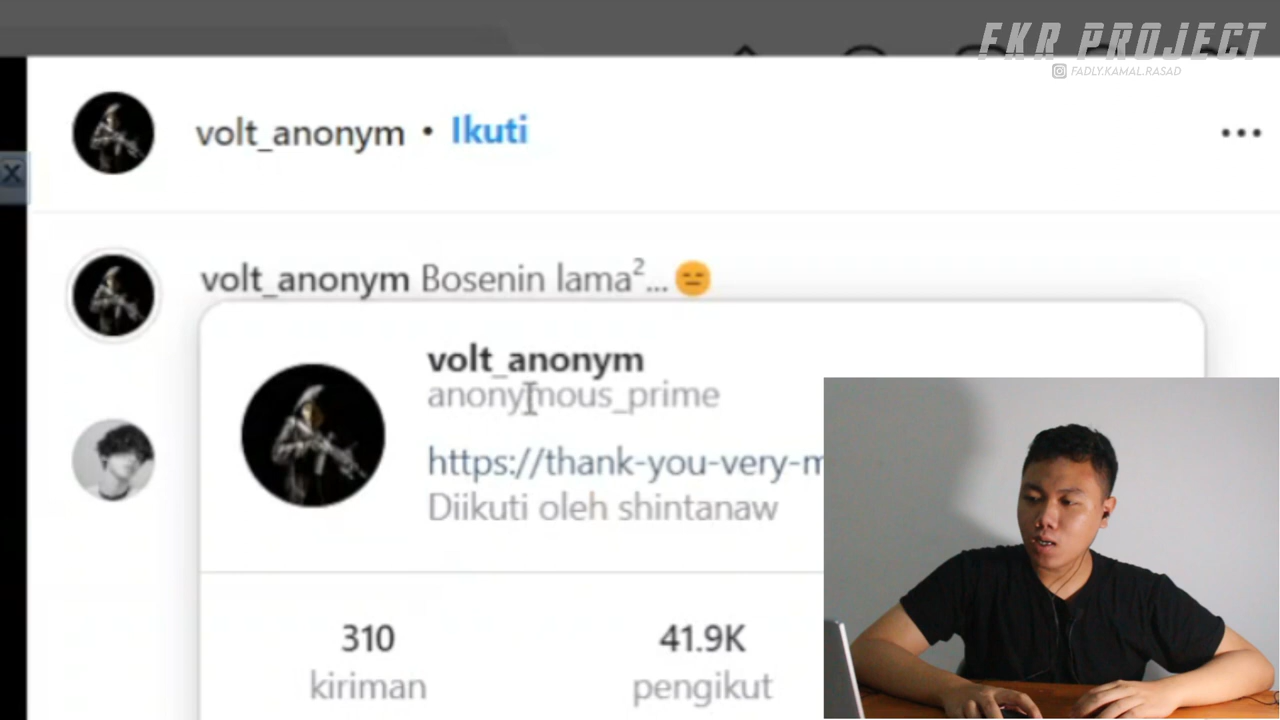 FKR PROJECT
FADLY.KAMAL.RASAD
volt_anonym • Ikuti
volt_anonym Bosenin lama²...😑
volt_anonym
anonymous_prime
https://thank-you-very-m
Diikuti oleh shintanaw
310
41.9K
kiriman
pengikut